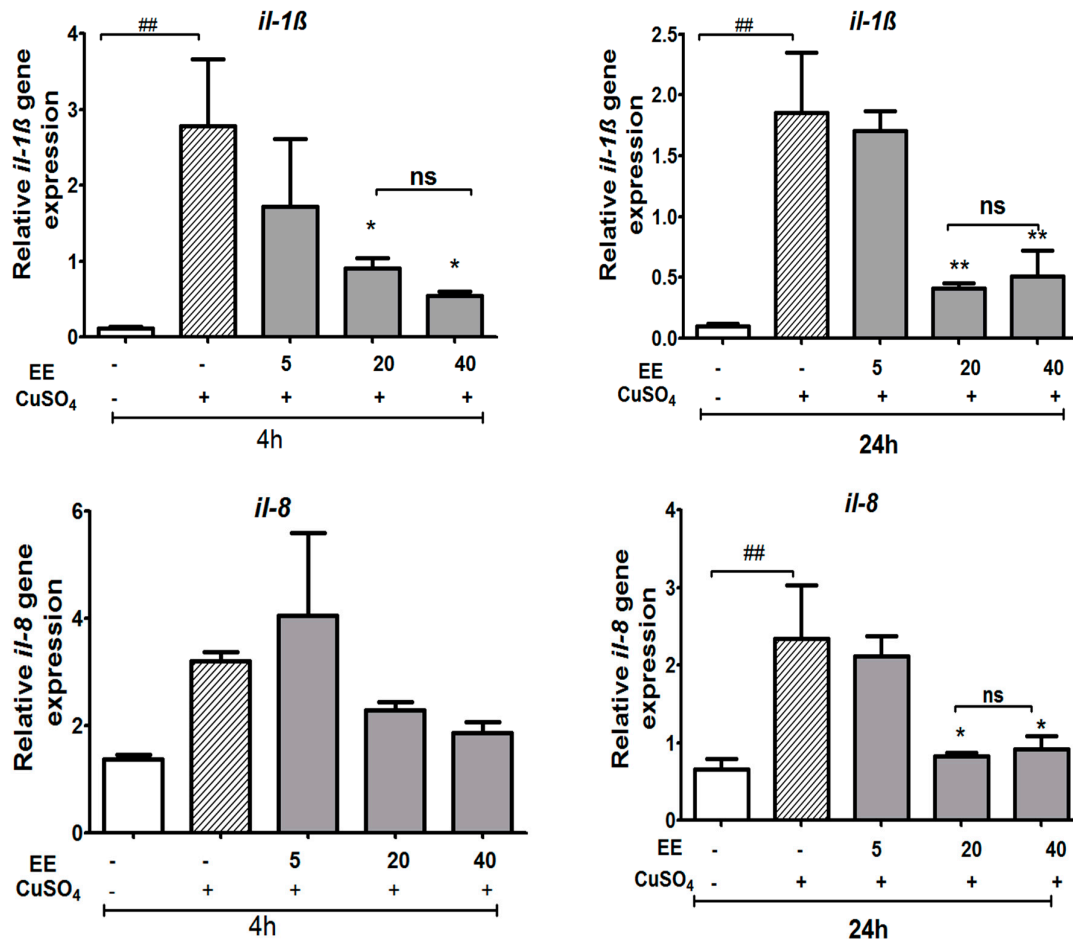 il-1ß
Relative il-1ß gene
expression
4
3
2
1
0
##
*
ns
*
EE - - 5 20 40
CuSO₄ - + + + +
4h
il-1ß
Relative il-1ß gene
expression
2.5
2.0
1.5
1.0
0.5
0.0
##
ns
**
**
EE - - 5 20 40
CuSO₄ - + + + +
24h
il-8
Relative il-8 gene
expression
6
4
2
0
EE - - 5 20 40
CuSO₄ - + + + +
4h
il-8
Relative il-8 gene
expression
4
3
2
1
0
##
ns
*
*
EE - - 5 20 40
CuSO₄ - + + + +
24h